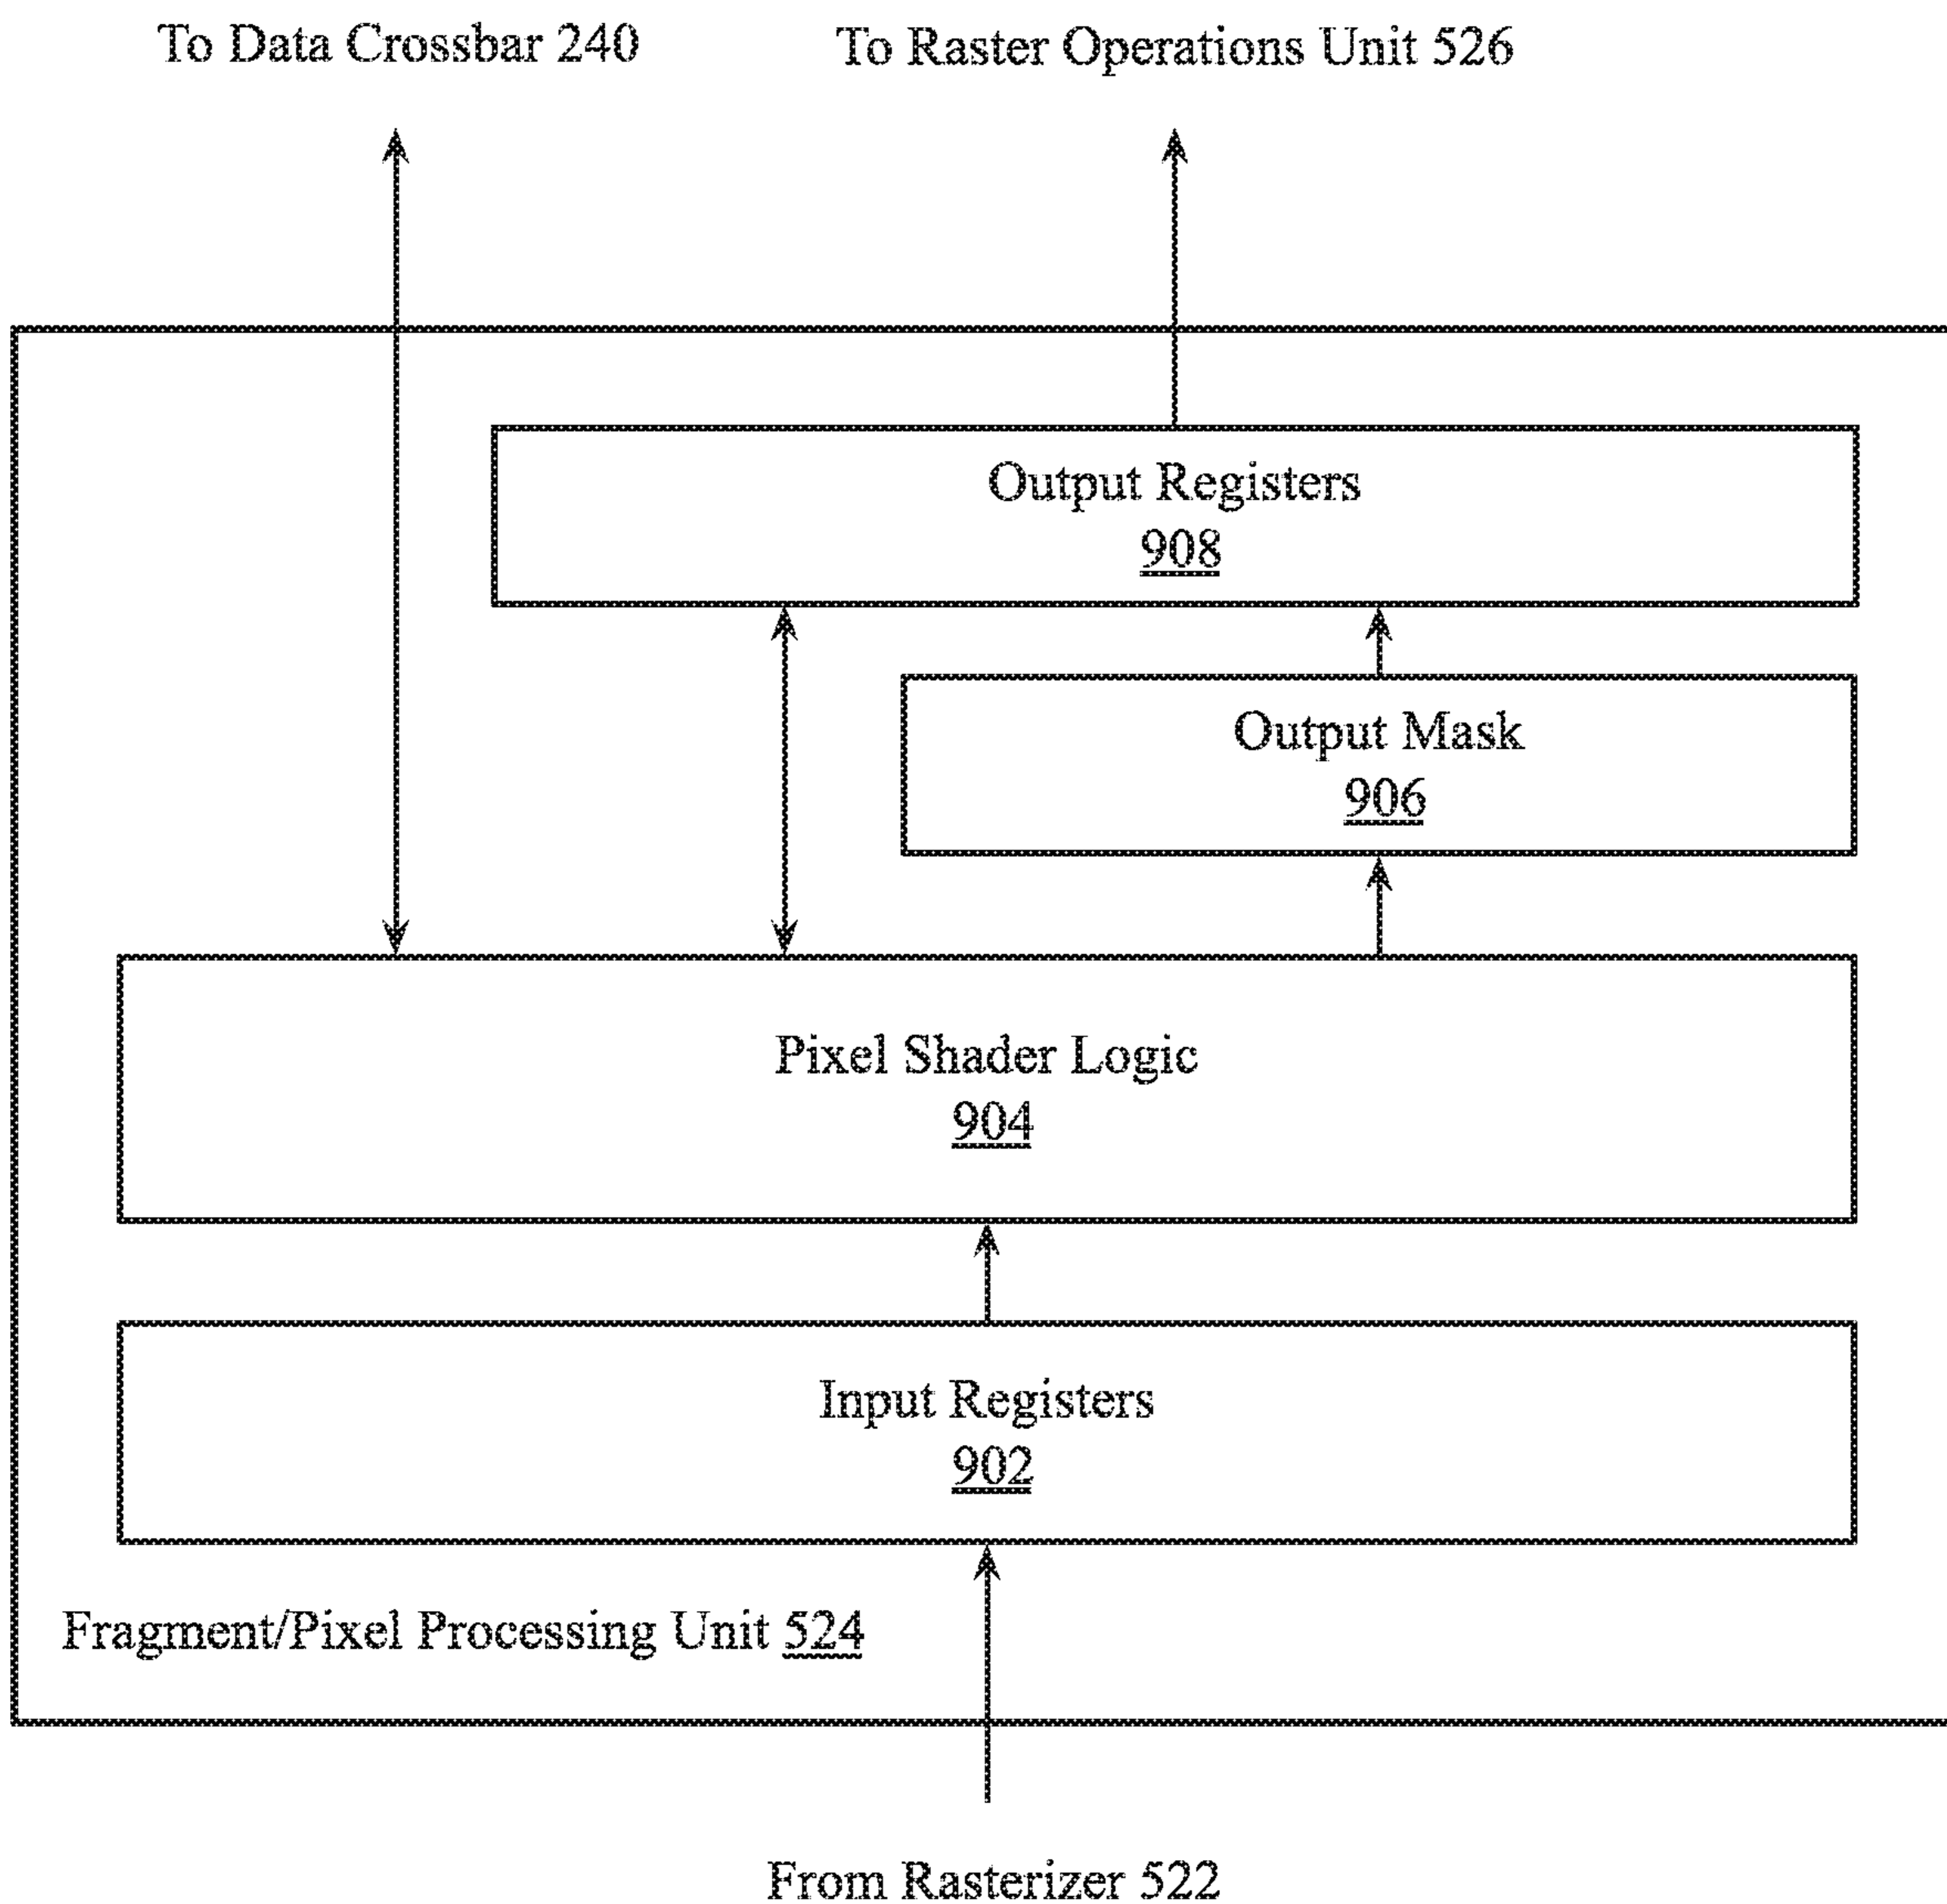 To Data Crossbar 240
To Raster Operations Unit 526
Output Registers
908
Output Mask
906
Pixel Shader Logic
904
Input Registers
902
Fragment/Pixel Processing Unit 524
From Rasterizer 522